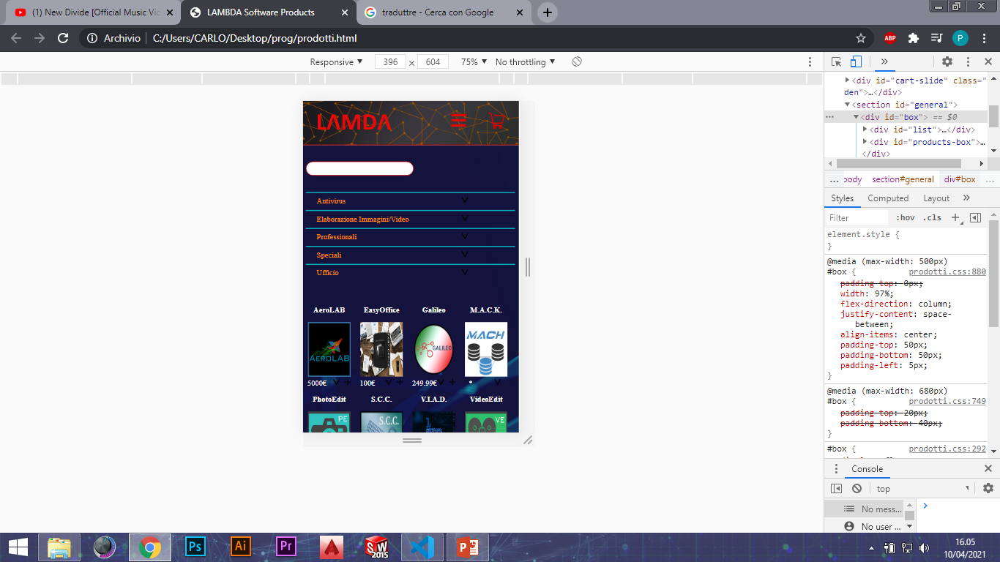 (1) New Divide [Official Music Vic
LAMBDA Software Products
traduttre - Cerca con Google
Archivio
C:/Users/CARLO/Desktop/prog/prodotti.html
ABP
P
Responsive
396 × 604
75%
No throttling
LAMDA
Antivirus
Elaborazione Immagini/Video
Professionali
Speciali
Ufficio
AeroLAB EasyOffice Galileo M.A.C.K.
AEROLAB
GALILEO
MACH
5000€ 100€ 249.99€ *
PhotoEdit S.C.C. V.I.A.D. VideoEdit
PE
S.C.C.
VE
<div id="cart-slide" class="
den">…</div>
<section id="general">
<div id="box"> == $0
<div id="list">…</div>
<div id="products-box">…
</div>
… body section#general div#box …
Styles Computed Layout
Filter :hov .cls
element.style {
}
@media (max-width: 500px)
#box { prodotti.css:880
padding-top: 0px;
width: 97%;
flex-direction: column;
justify-content: space-
between;
align-items: center;
padding-top: 50px;
padding-bottom: 50px;
padding-left: 5px;
}
@media (max-width: 680px)
#box { prodotti.css:749
padding-top: 20px;
padding-bottom: 40px;
}
#box { prodotti.css:292
Console
top
No mess...
No user ...
Ps
Ai
Pr
SW
2015
16.05
10/04/2021